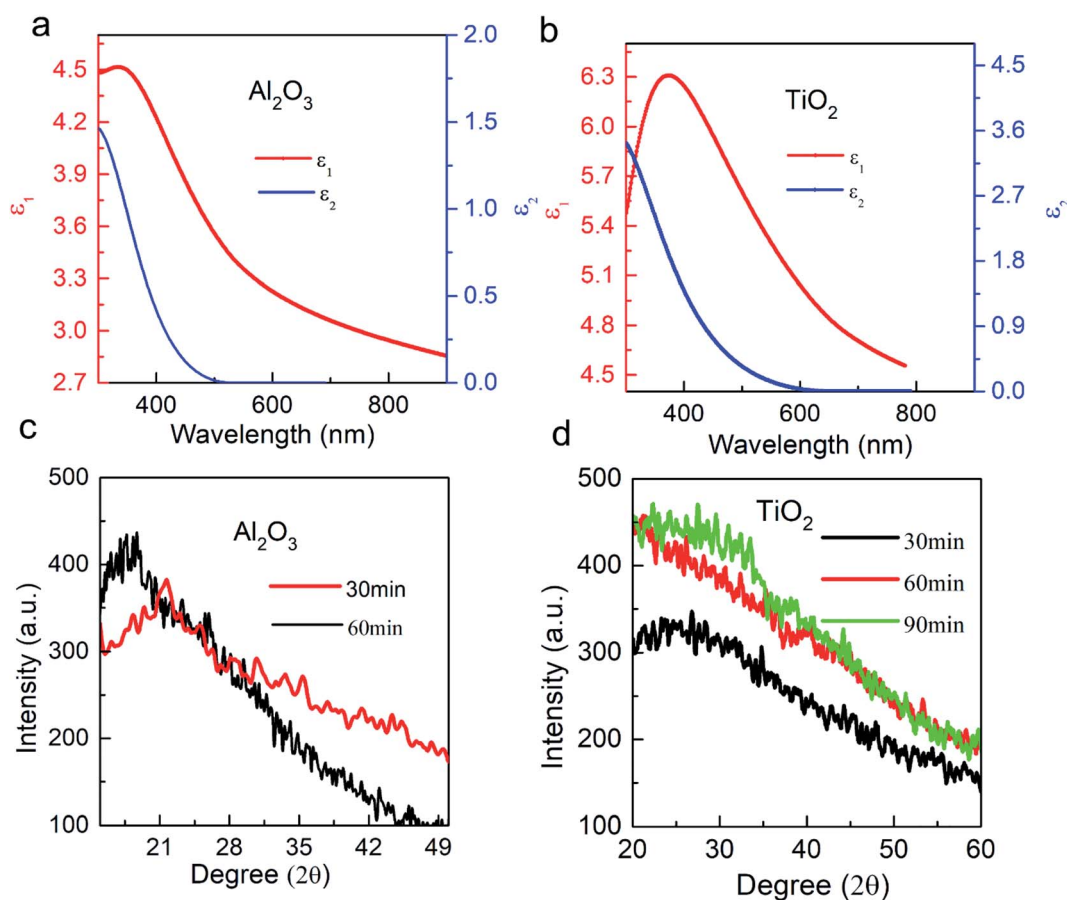 a
4.5
4.2
3.9
3.6
3.3
3.0
2.7
ε₁
Al₂O₃
ε₁
ε₂
2.0
1.5
1.0
0.5
0.0
ε₂
400
600
800
Wavelength (nm)
b
6.3
6.0
5.7
5.4
5.1
4.8
4.5
ε₁
TiO₂
ε₁
ε₂
4.5
3.6
2.7
1.8
0.9
0.0
ε₂
400
600
800
Wavelength (nm)
c
500
400
300
200
100
Intensity (a.u.)
Al₂O₃
30min
60min
21
28
35
42
49
Degree (2θ)
d
500
400
300
200
100
Intensity (a.u.)
TiO₂
30min
60min
90min
20
30
40
50
60
Degree (2θ)